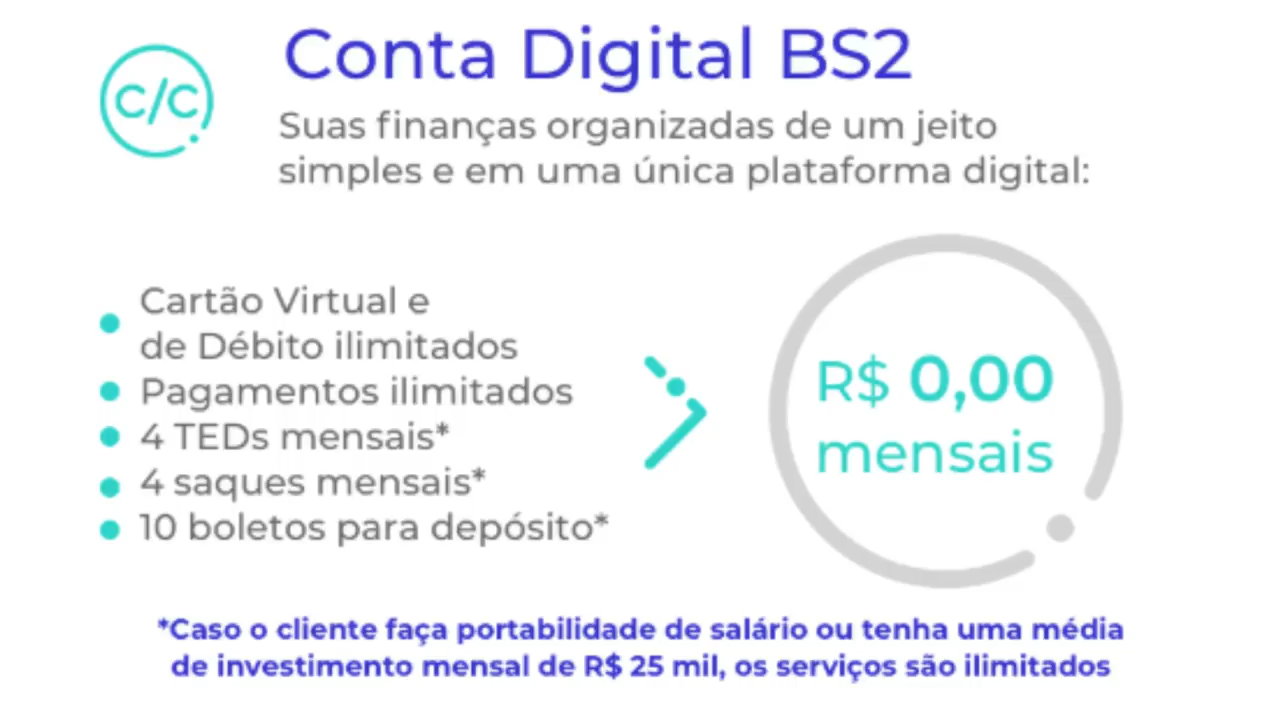 C/C
Conta Digital BS2
Suas finanças organizadas de um jeito
simples e em uma única plataforma digital:
Cartão Virtual e
de Débito ilimitados
Pagamentos ilimitados
4 TEDs mensais*
4 saques mensais*
10 boletos para depósito*
R$ 0,00
mensais
*Caso o cliente faça portabilidade de salário ou tenha uma média
de investimento mensal de R$ 25 mil, os serviços são ilimitados